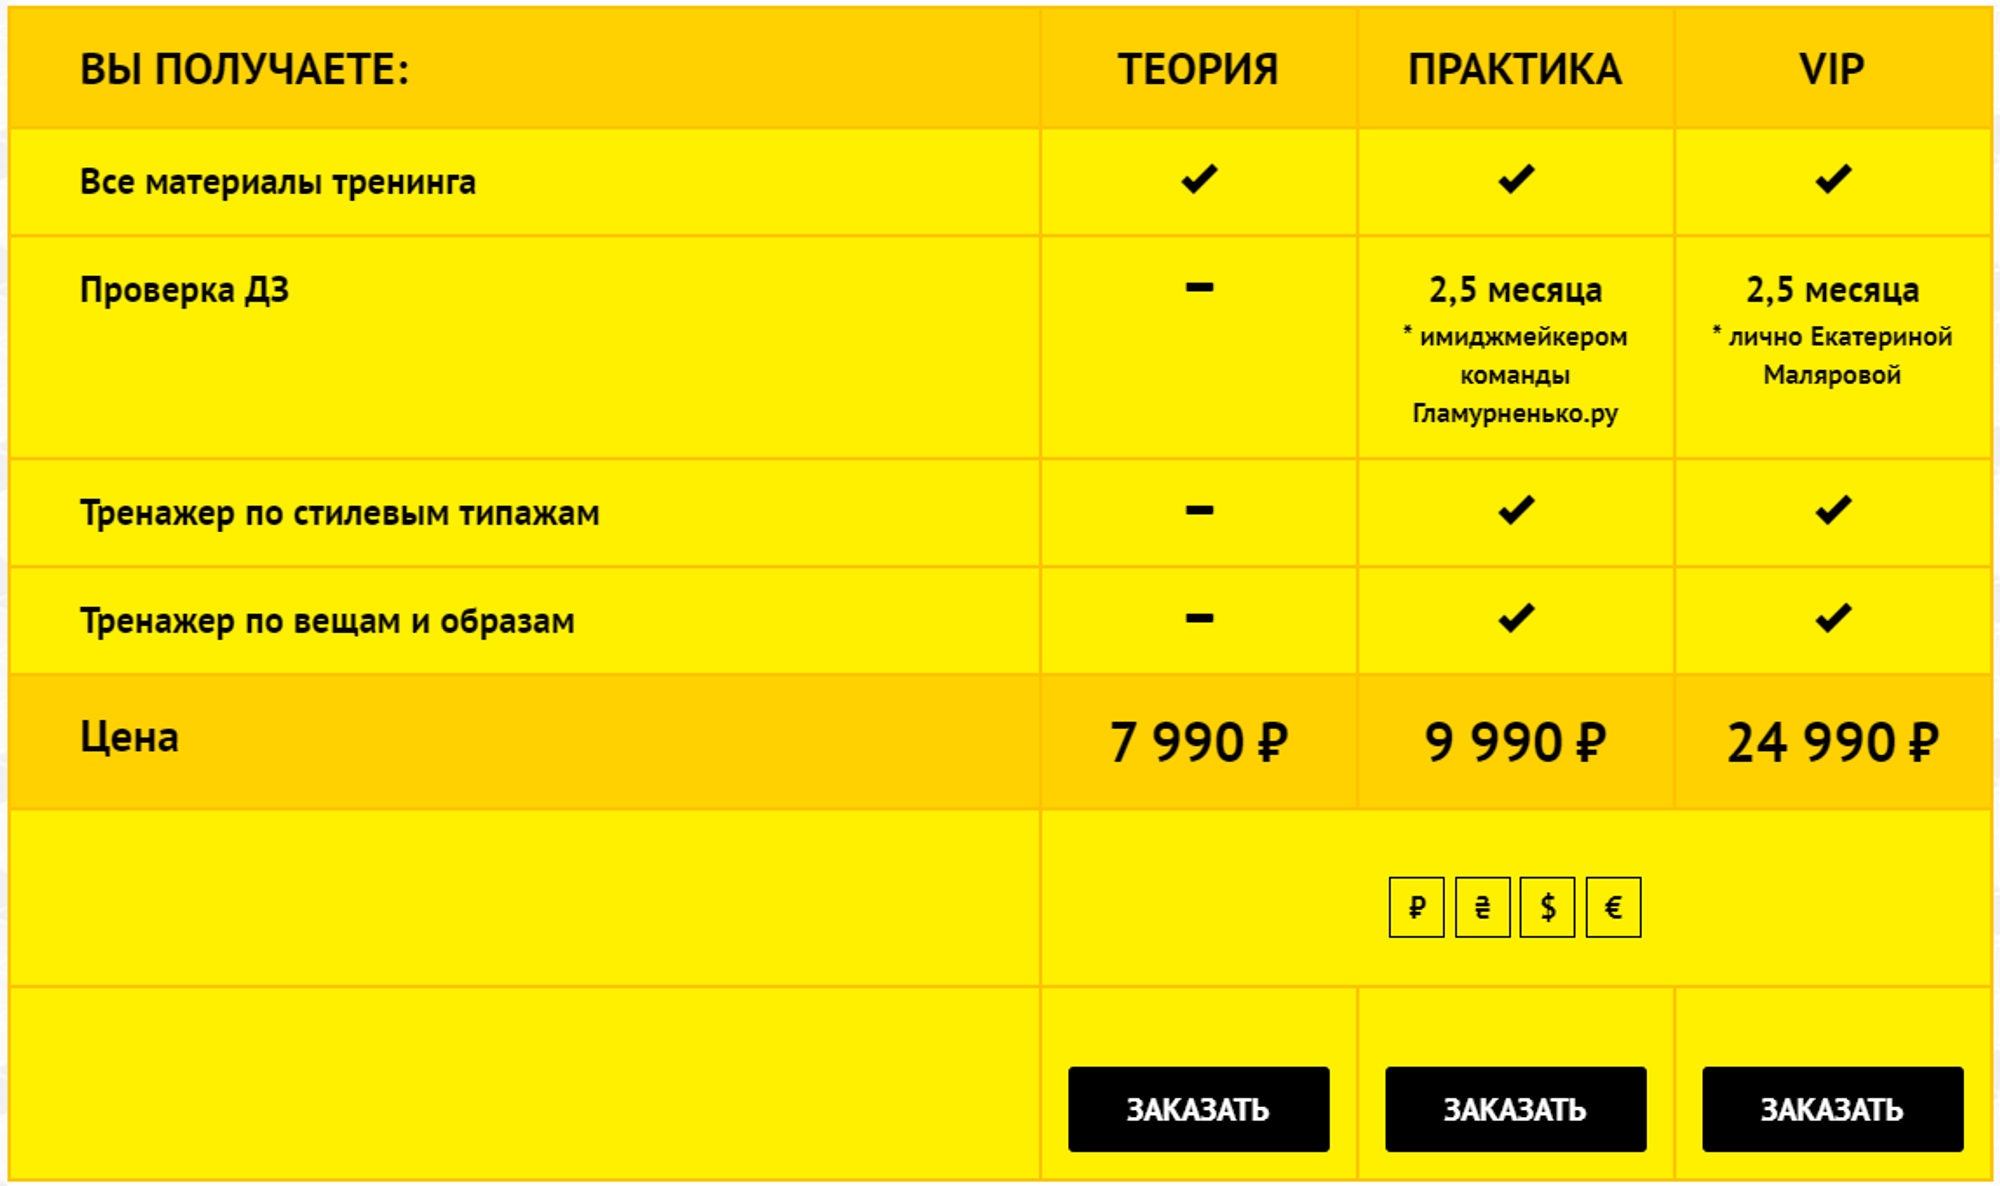 ВЫ ПОЛУЧАЕТЕ: ТЕОРИЯ ПРАКТИКА VIP
Все материалы тренинга
Проверка ДЗ – 2,5 месяца 2,5 месяца
* имиджмейкером * лично Екатериной
команды Маляровой
Гламурненько.ру
Тренажер по стилевым типажам –
Тренажер по вещам и образам –
Цена 7 990 ₽ 9 990 ₽ 24 990 ₽
₽ ₴ $ €
ЗАКАЗАТЬ ЗАКАЗАТЬ ЗАКАЗАТЬ